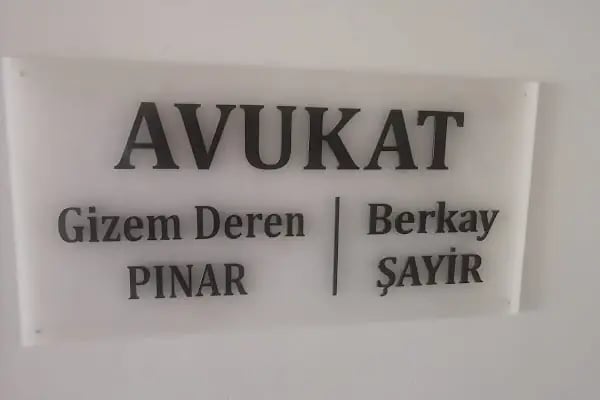 AVUKAT
Gizem Deren
PINAR
Berkay
ŞAYİR